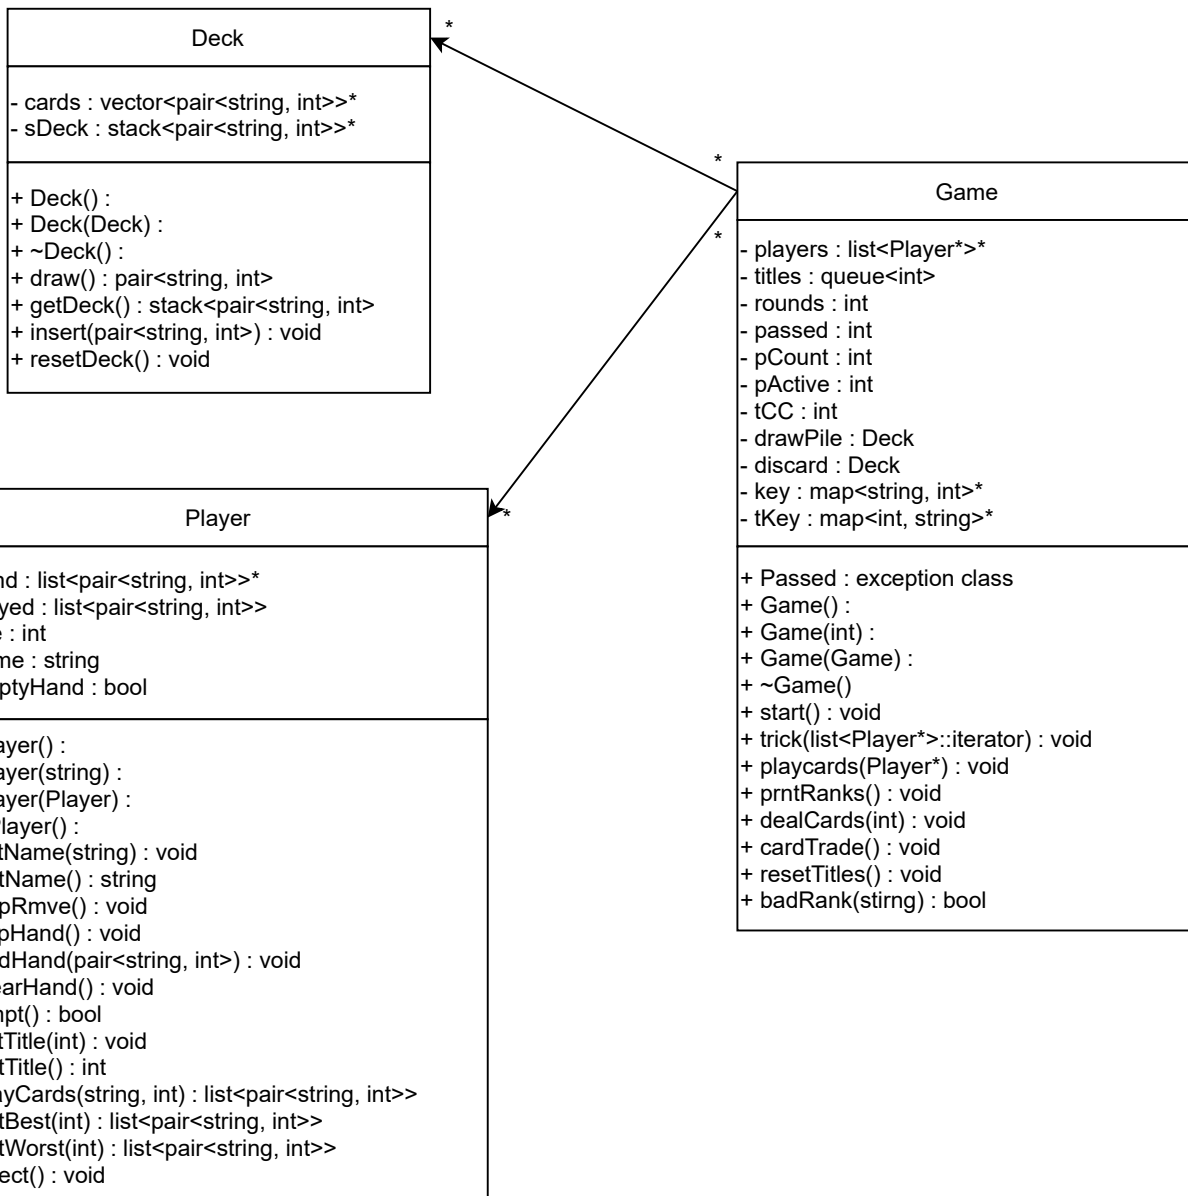 *
Deck
- cards : vector<pair<string, int>>*
- sDeck : stack<pair<string, int>>*
+ Deck() :
+ Deck(Deck) :
+ ~Deck() :
+ draw() : pair<string, int>
+ getDeck() : stack<pair<string, int>
+ insert(pair<string, int>) : void
+ resetDeck() : void
*
Game
*
- players : list<Player*>*
- titles : queue<int>
- rounds : int
- passed : int
- pCount : int
- pActive : int
- tCC : int
- drawPile : Deck
- discard : Deck
- key : map<string, int>*
- tKey : map<int, string>*
+ Passed : exception class
+ Game() :
+ Game(int) :
+ Game(Game) :
+ ~Game()
+ start() : void
+ trick(list<Player*>::iterator) : void
+ playcards(Player*) : void
+ prntRanks() : void
+ dealCards(int) : void
+ cardTrade() : void
+ resetTitles() : void
+ badRank(stirng) : bool
Player
*
nd : list<pair<string, int>>*
yed : list<pair<string, int>>
e : int
me : string
ptyHand : bool
ayer() :
ayer(string) :
ayer(Player) :
Player() :
tName(string) : void
tName() : string
pRmve() : void
pHand() : void
dHand(pair<string, int>) : void
earHand() : void
npt() : bool
tTitle(int) : void
tTitle() : int
ayCards(string, int) : list<pair<string, int>>
tBest(int) : list<pair<string, int>>
tWorst(int) : list<pair<string, int>>
ect() : void